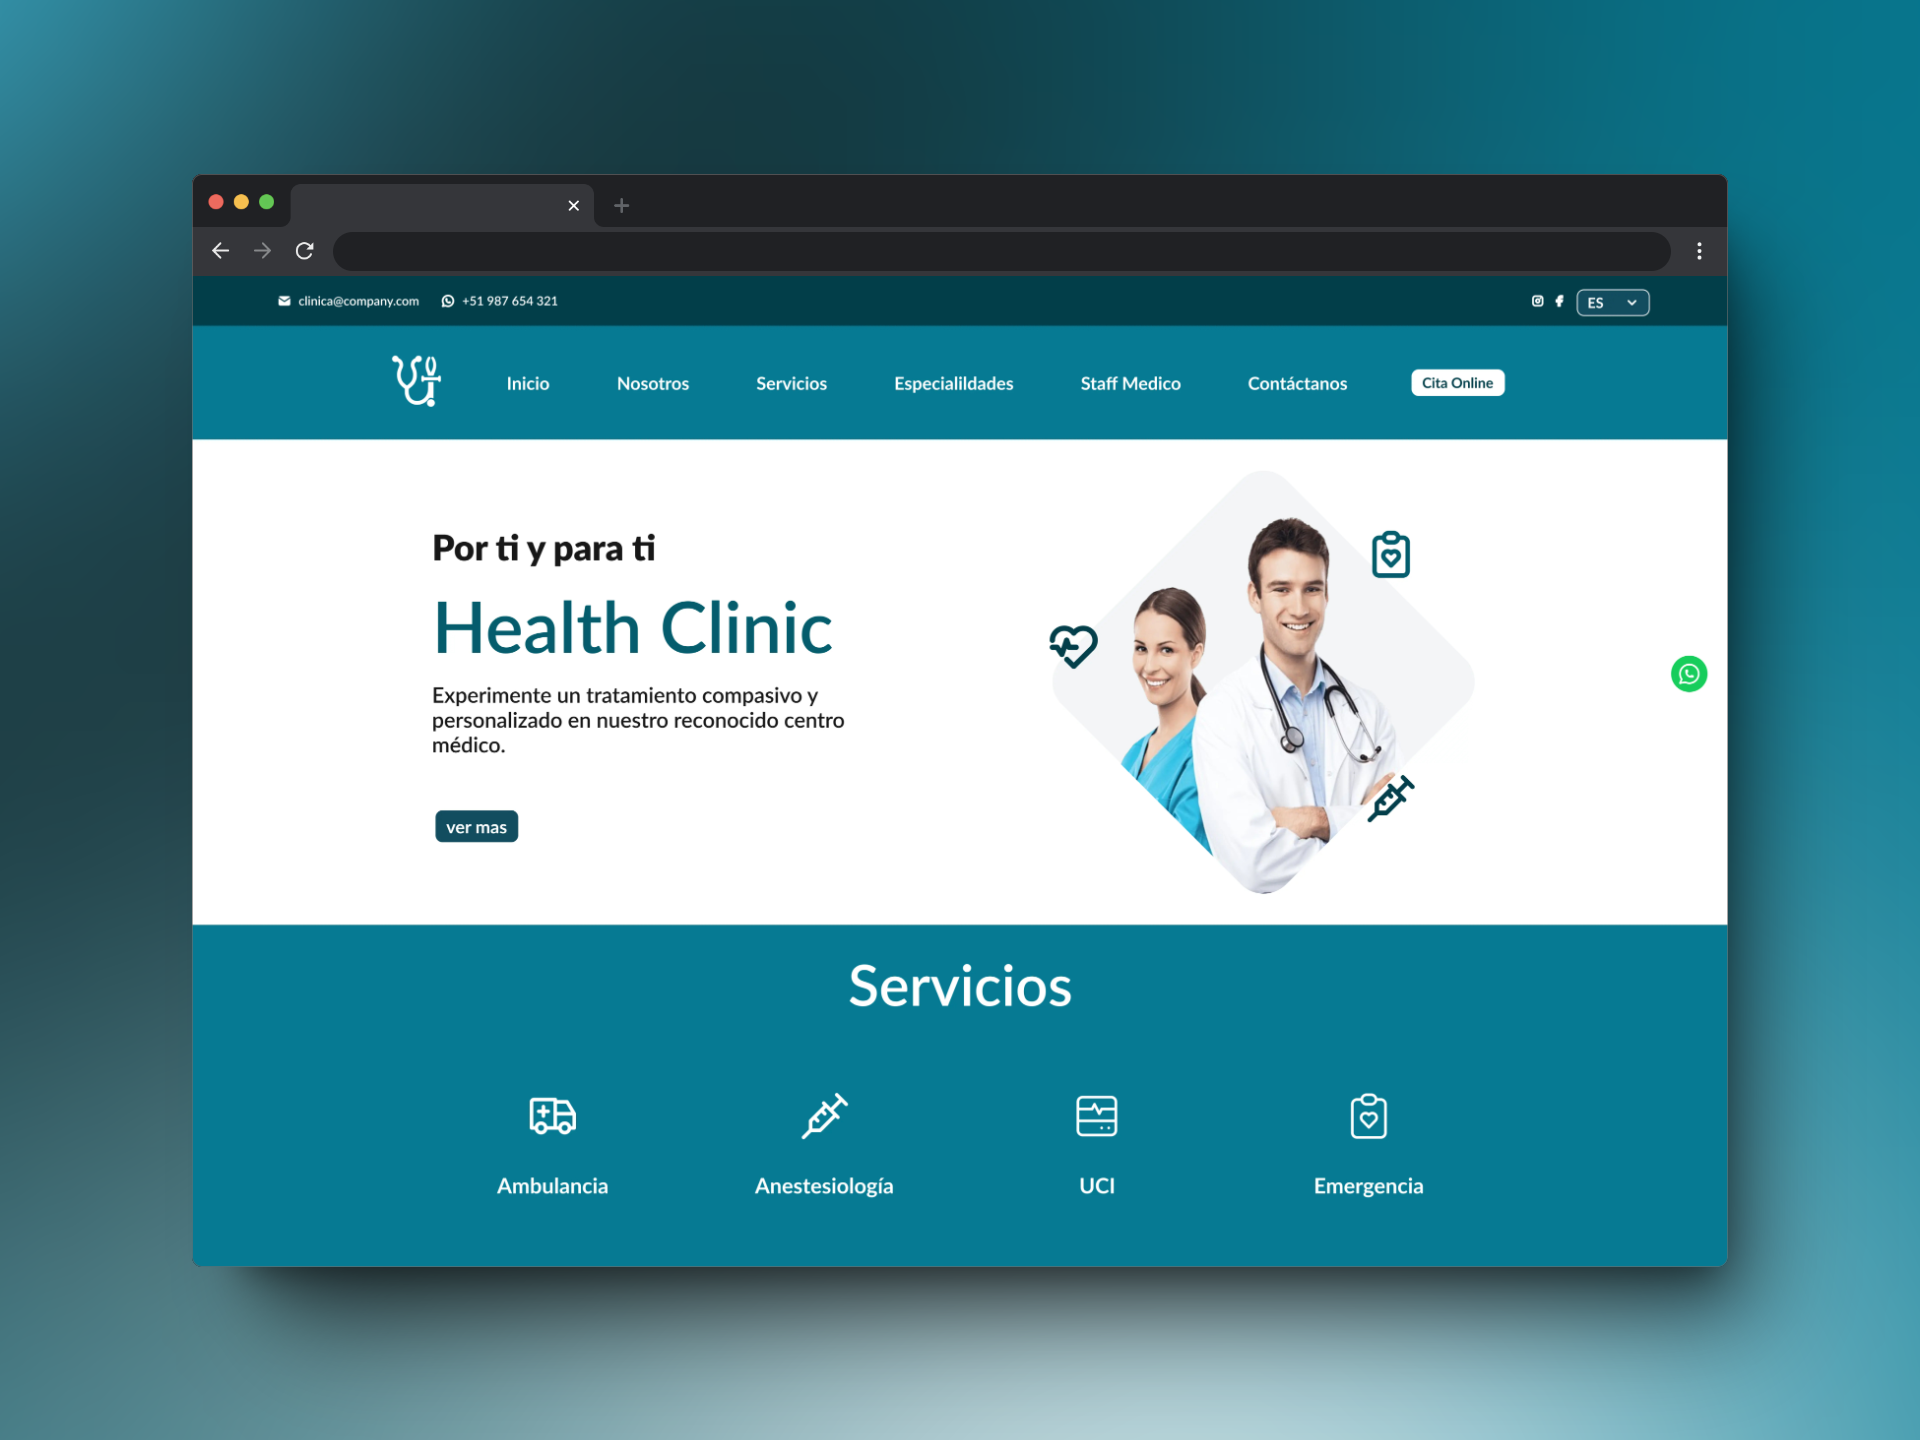 clinica@company.com
+51 987 654 321
ES
Inicio
Nosotros
Servicios
Especialildades
Staff Medico
Contáctanos
Cita Online
Por ti y para ti
Health Clinic
Experimente un tratamiento compasivo y
personalizado en nuestro reconocido centro
médico.
ver mas
Servicios
Ambulancia
Anestesiología
UCI
Emergencia